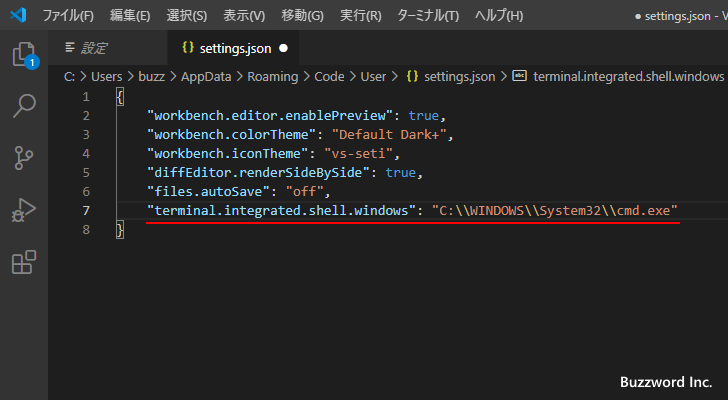 ファイル(F) 編集(E) 選択(S) 表示(V) 移動(G) 実行(R) ターミナル(T) ヘルプ(H) ● settings.json - V
設定 {} settings.json ●
C: > Users > buzz > AppData > Roaming > Code > User > {} settings.json > abc terminal.integrated.shell.windows
1
1 {
2 "workbench.editor.enablePreview": true,
3 "workbench.colorTheme": "Default Dark+",
4 "workbench.iconTheme": "vs-seti",
5 "diffEditor.renderSideBySide": true,
6 "files.autoSave": "off",
7 "terminal.integrated.shell.windows": "C:\\WINDOWS\\System32\\cmd.exe"
8 }
Buzzword Inc.